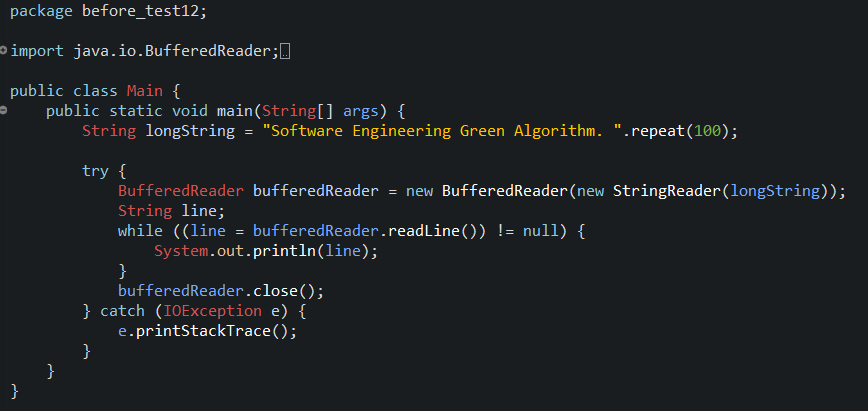 package before_test12;
import java.io.BufferedReader;
public class Main {
public static void main(String[] args) {
String longString = "Software Engineering Green Algorithm. ".repeat(100);
try {
BufferedReader bufferedReader = new BufferedReader(new StringReader(longString));
String line;
while ((line = bufferedReader.readLine()) != null) {
System.out.println(line);
}
bufferedReader.close();
} catch (IOException e) {
e.printStackTrace();
}
}
}